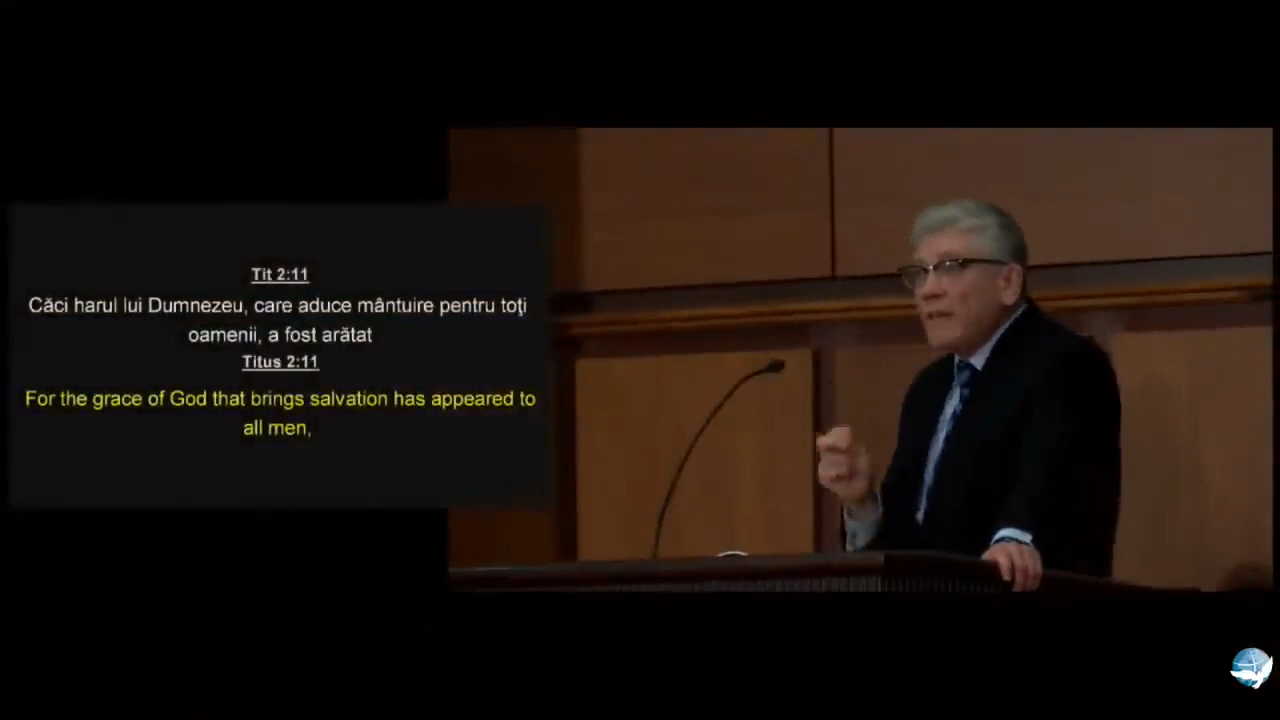 Tit 2:11
Căci harul lui Dumnezeu, care aduce mântuire pentru toţi
oamenii, a fost arătat
Titus 2:11
For the grace of God that brings salvation has appeared to
all men,